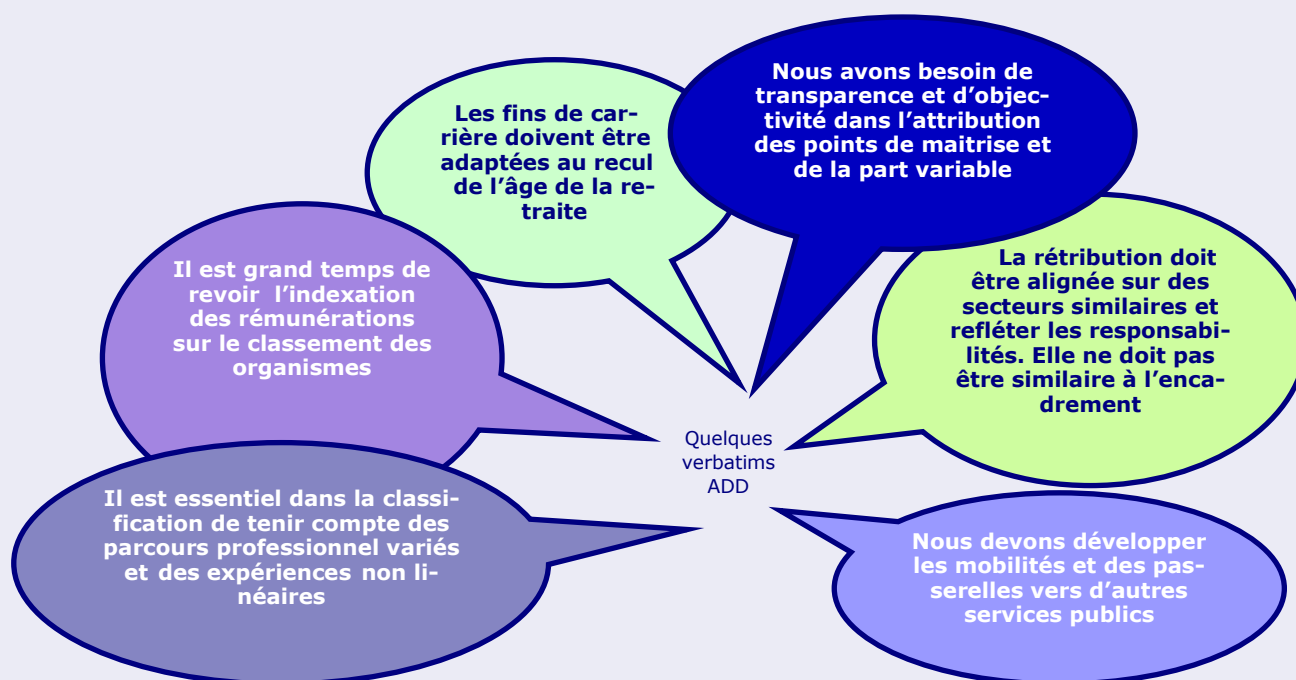 Nous avons besoin de
transparence et d'objec-
tivité dans l'attribution
des points de maitrise et
de la part variable
Les fins de car-
rière doivent être
adaptées au recul
de l'âge de la re-
traite
La rétribution doit
être alignée sur des
secteurs similaires et
refléter les responsabi-
lités. Elle ne doit pas
être similaire à l'enca-
drement
Il est grand temps de
revoir l'indexation
des rémunérations
sur le classement des
organismes
Quelques
verbatims
ADD
Il est essentiel dans la classi-
fication de tenir compte des
parcours professionnel variés
et des expériences non li-
néaires
Nous devons développer
les mobilités et des pas-
serelles vers d'autres
services publics